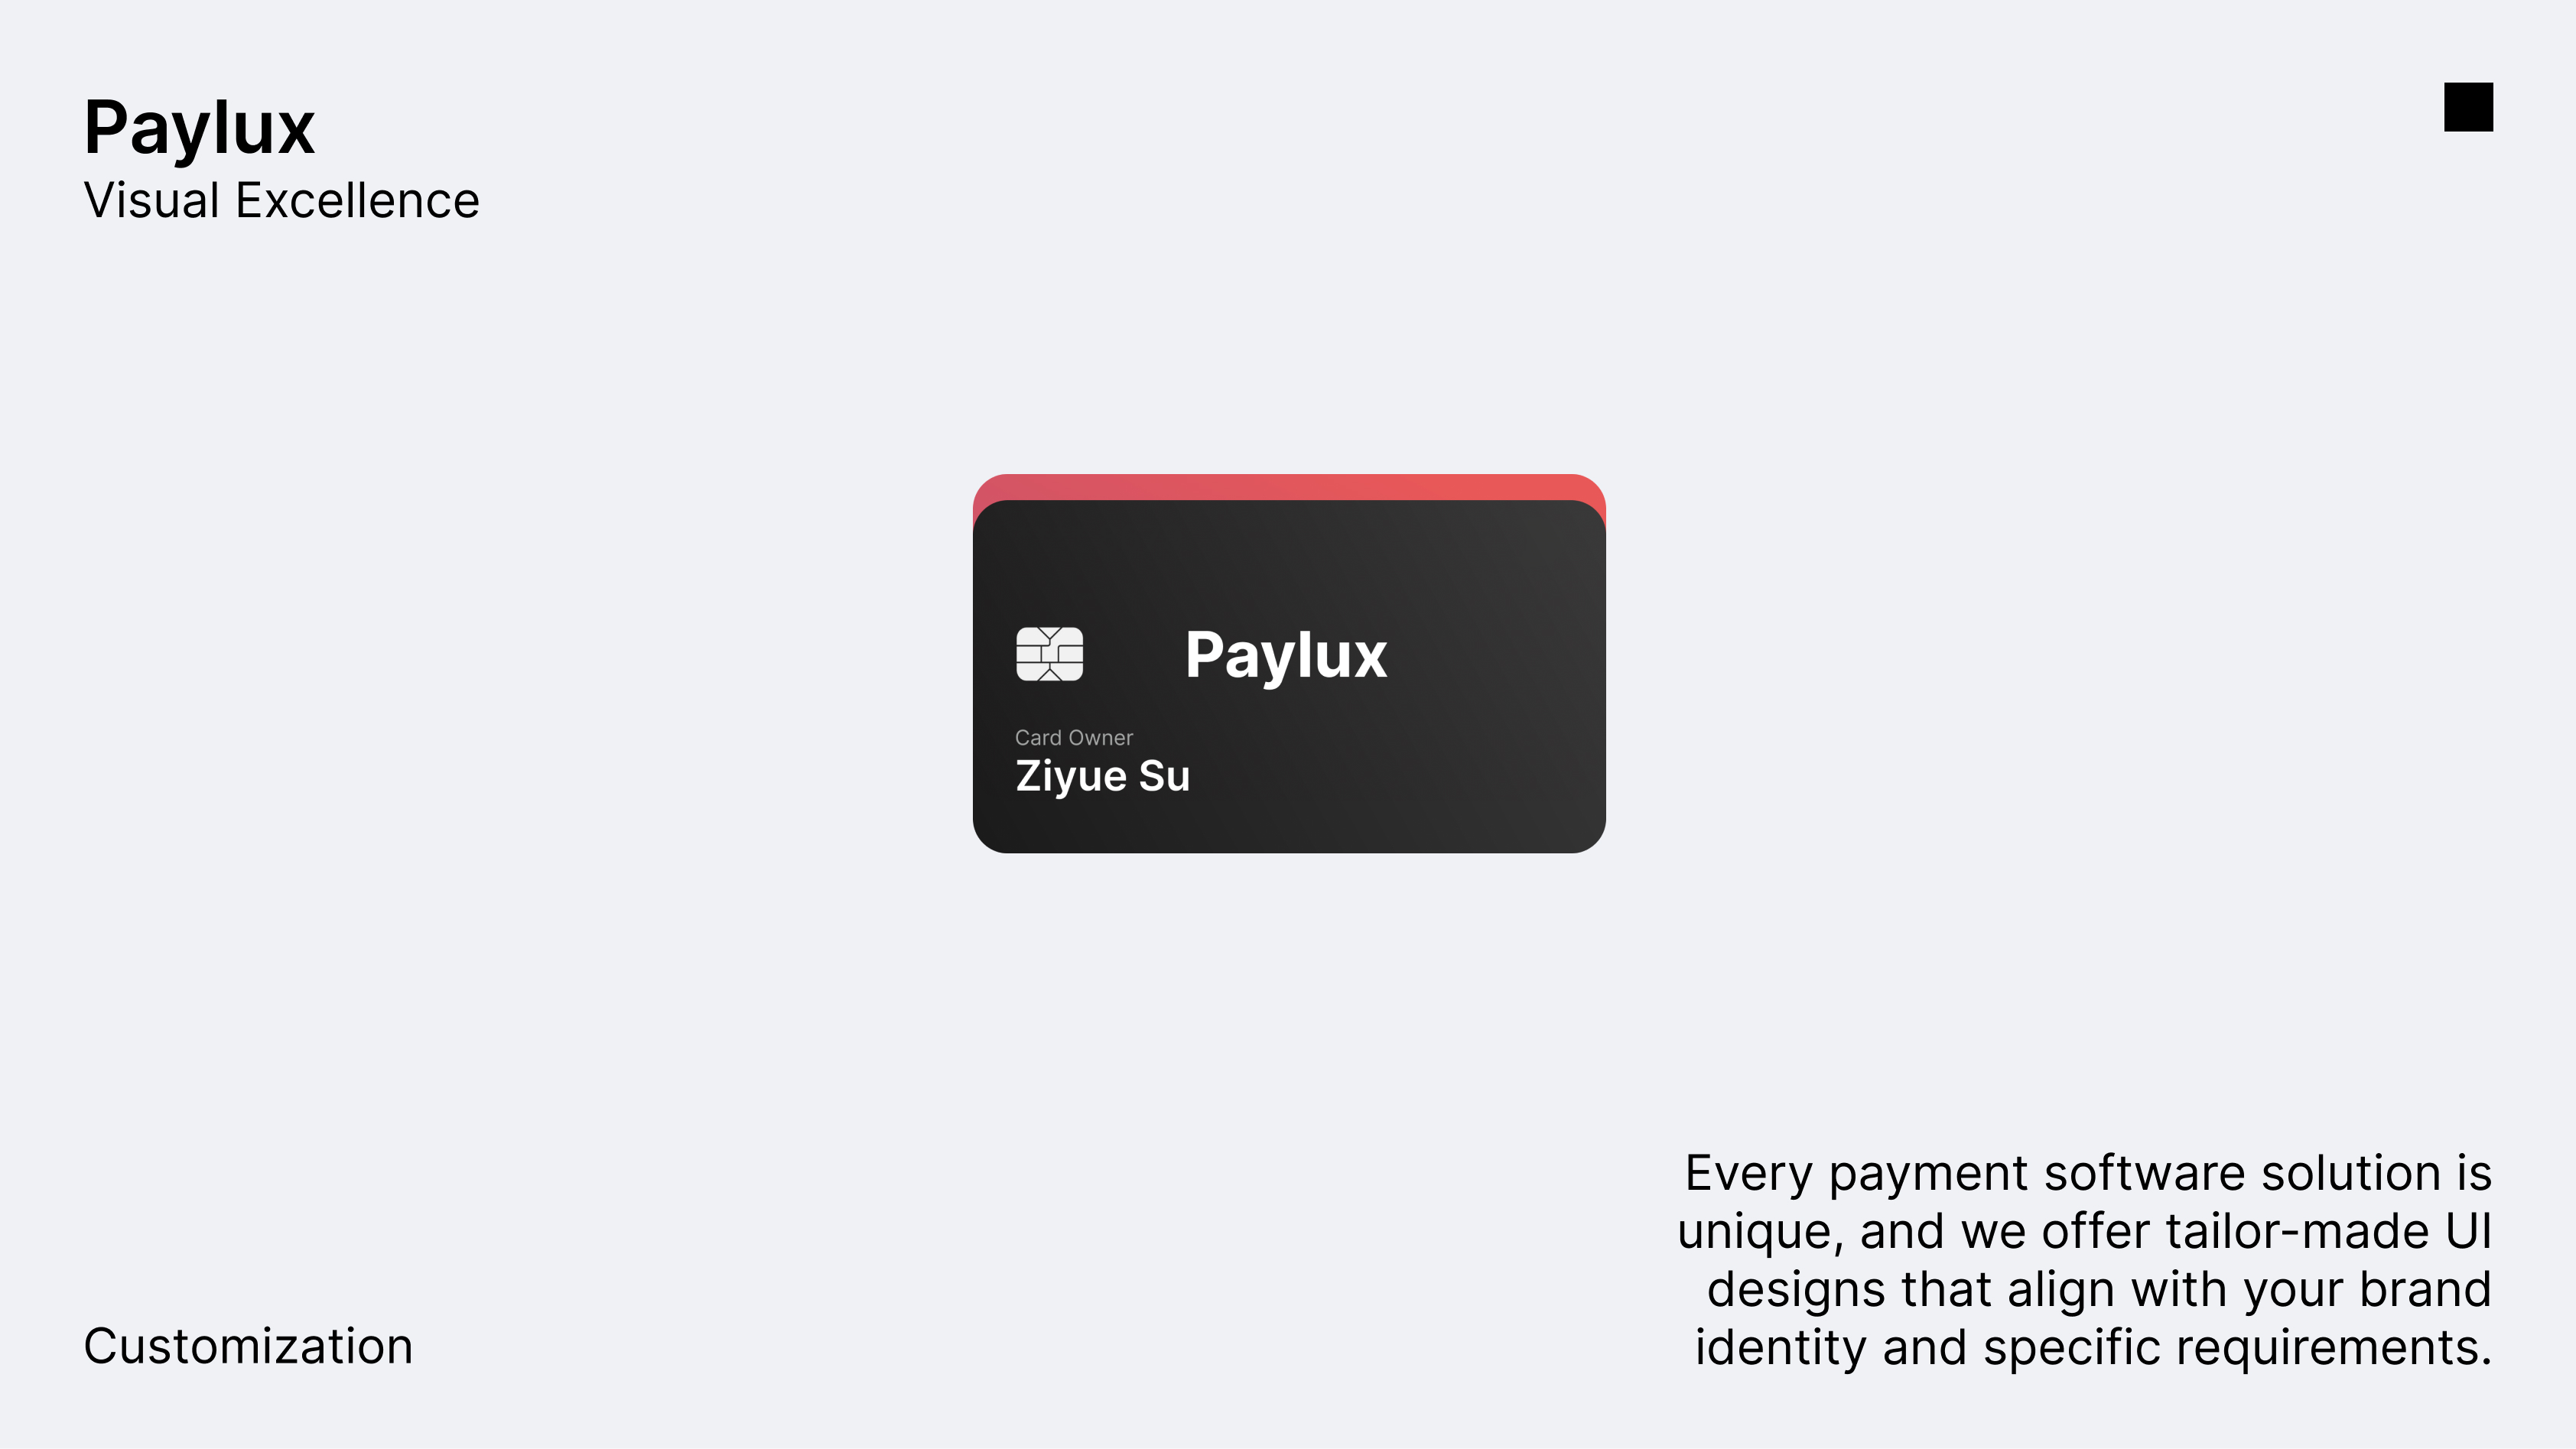 Paylux
Visual Excellence
Paylux
Card Owner
Ziyue Su
Customization
Every payment software solution is
unique, and we offer tailor-made UI
designs that align with your brand
identity and specific requirements.